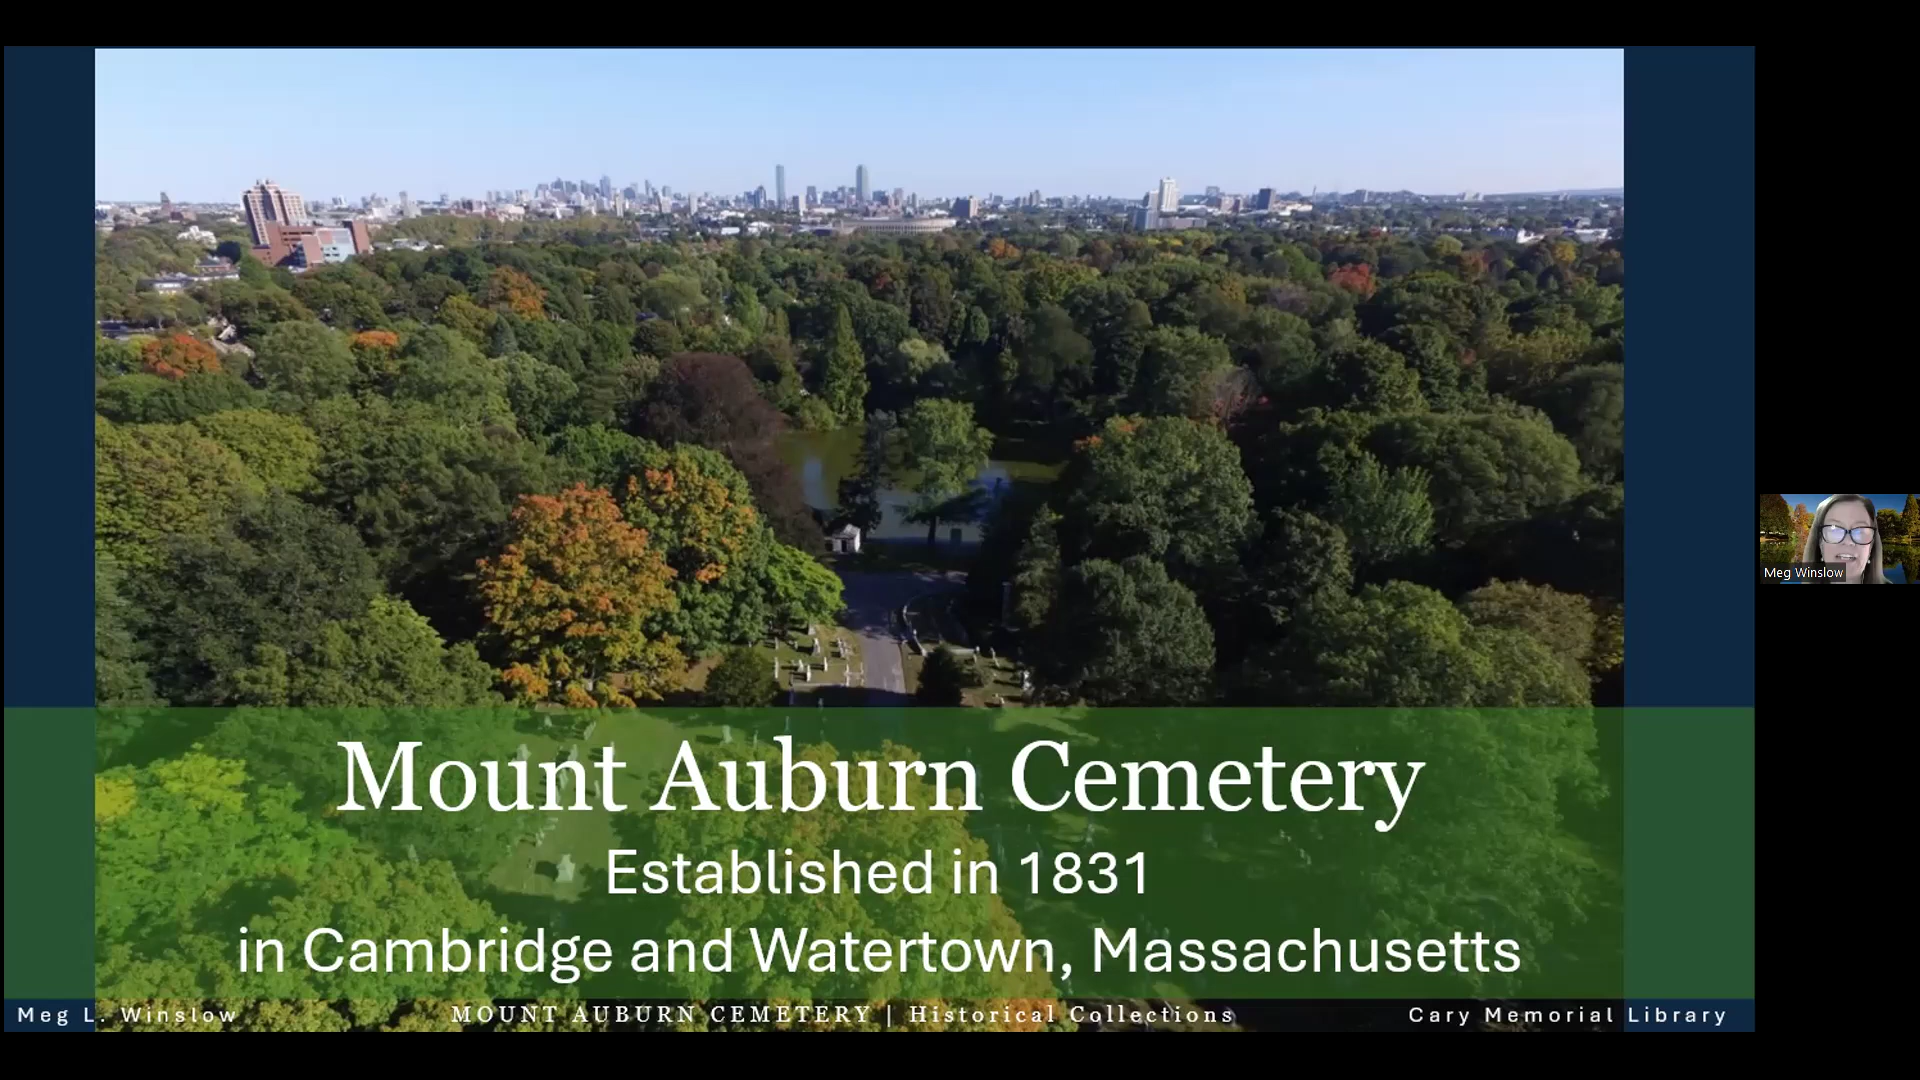 Mount Auburn Cemetery
Established in 1831
in Cambridge and Watertown, Massachusetts
Meg L. Winslow
MOUNT AUBURN CEMETERY | Historical Collections
Cary Memorial Library
Meg Winslow